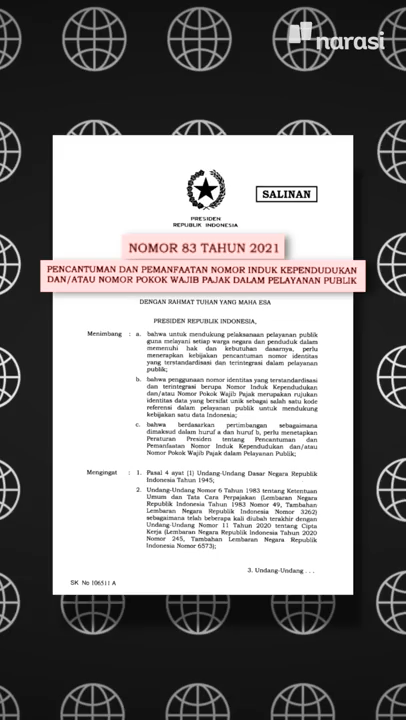 narasi
SALINAN
PRESIDEN
REPUBLIK INDONESIA
NOMOR 83 TAHUN 2021
PENCANTUMAN DAN PEMANFAATAN NOMOR INDUK KEPENDUDUKAN
DAN/ATAU NOMOR POKOK WAJIB PAJAK DALAM PELAYANAN PUBLIK
DENGAN RAHMAT TUHAN YANG MAHA ESA
PRESIDEN REPUBLIK INDONESIA,
Menimbang : a. bahwa untuk mendukung pelaksanaan pelayanan publik
guna melayani setiap warga negara dan penduduk dalam
memenuhi hak dan kebutuhan dasarnya, perlu
menerapkan kebijakan pencantuman nomor identitas
yang terstandardisasi dan terintegrasi dalam pelayanan
publik;
b. bahwa penggunaan nomor identitas yang terstandardisasi
dan terintegrasi berupa Nomor Induk Kependudukan
dan/atau Nomor Pokok Wajib Pajak merupakan rujukan
identitas data yang bersifat unik sebagai salah satu kode
referensi dalam pelayanan publik untuk mendukung
kebijakan satu data Indonesia;
c. bahwa berdasarkan pertimbangan sebagaimana
dimaksud dalam huruf a dan huruf b, perlu menetapkan
Peraturan Presiden tentang Pencantuman dan
Pemanfaatan Nomor Induk Kependudukan dan/atau
Nomor Pokok Wajib Pajak dalam Pelayanan Publik;
Mengingat : 1. Pasal 4 ayat (1) Undang-Undang Dasar Negara Republik
Indonesia Tahun 1945;
2. Undang-Undang Nomor 6 Tahun 1983 tentang Ketentuan
Umum dan Tata Cara Perpajakan (Lembaran Negara
Republik Indonesia Tahun 1983 Nomor 49, Tambahan
Lembaran Negara Republik Indonesia Nomor 3262)
sebagaimana telah beberapa kali diubah terakhir dengan
Undang-Undang Nomor 11 Tahun 2020 tentang Cipta
Kerja (Lembaran Negara Republik Indonesia Tahun 2020
Nomor 245, Tambahan Lembaran Negara Republik
Indonesia Nomor 6573);
3. Undang-Undang . . .
SK No 106511 A